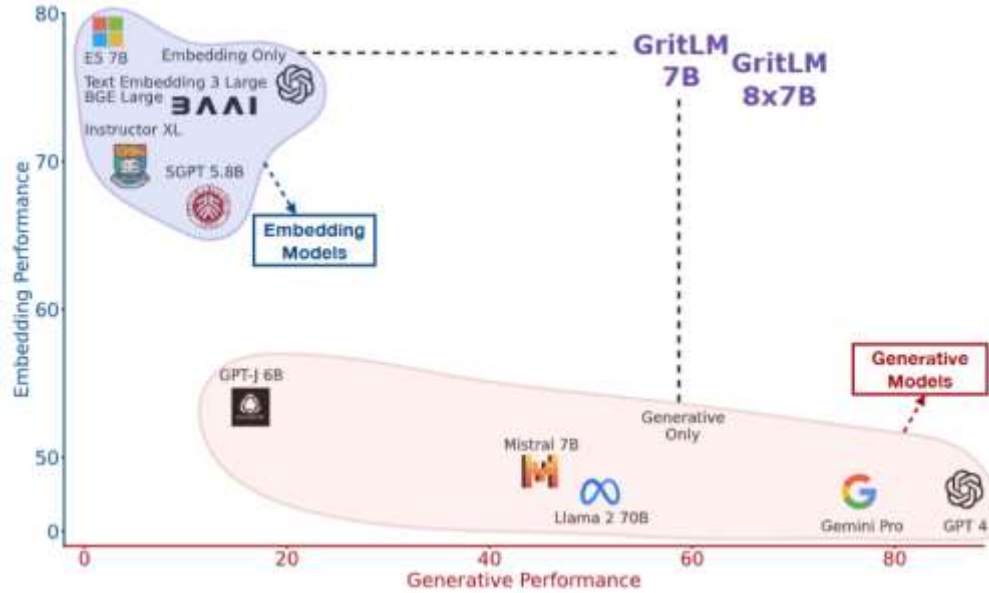 80
70
60
50
0
Embedding Performance
E5 7B
Embedding Only
Text Embedding 3 Large
BGE Large
BAAI
Instructor XL
SGPT 5.8B
Embedding
Models
GritLM
7B
GritLM
8x7B
Generative
Models
GPT-J 6B
Generative
Only
Mistral 7B
Llama 2 70B
Gemini Pro
GPT 4
0
20
40
60
80
Generative Performance